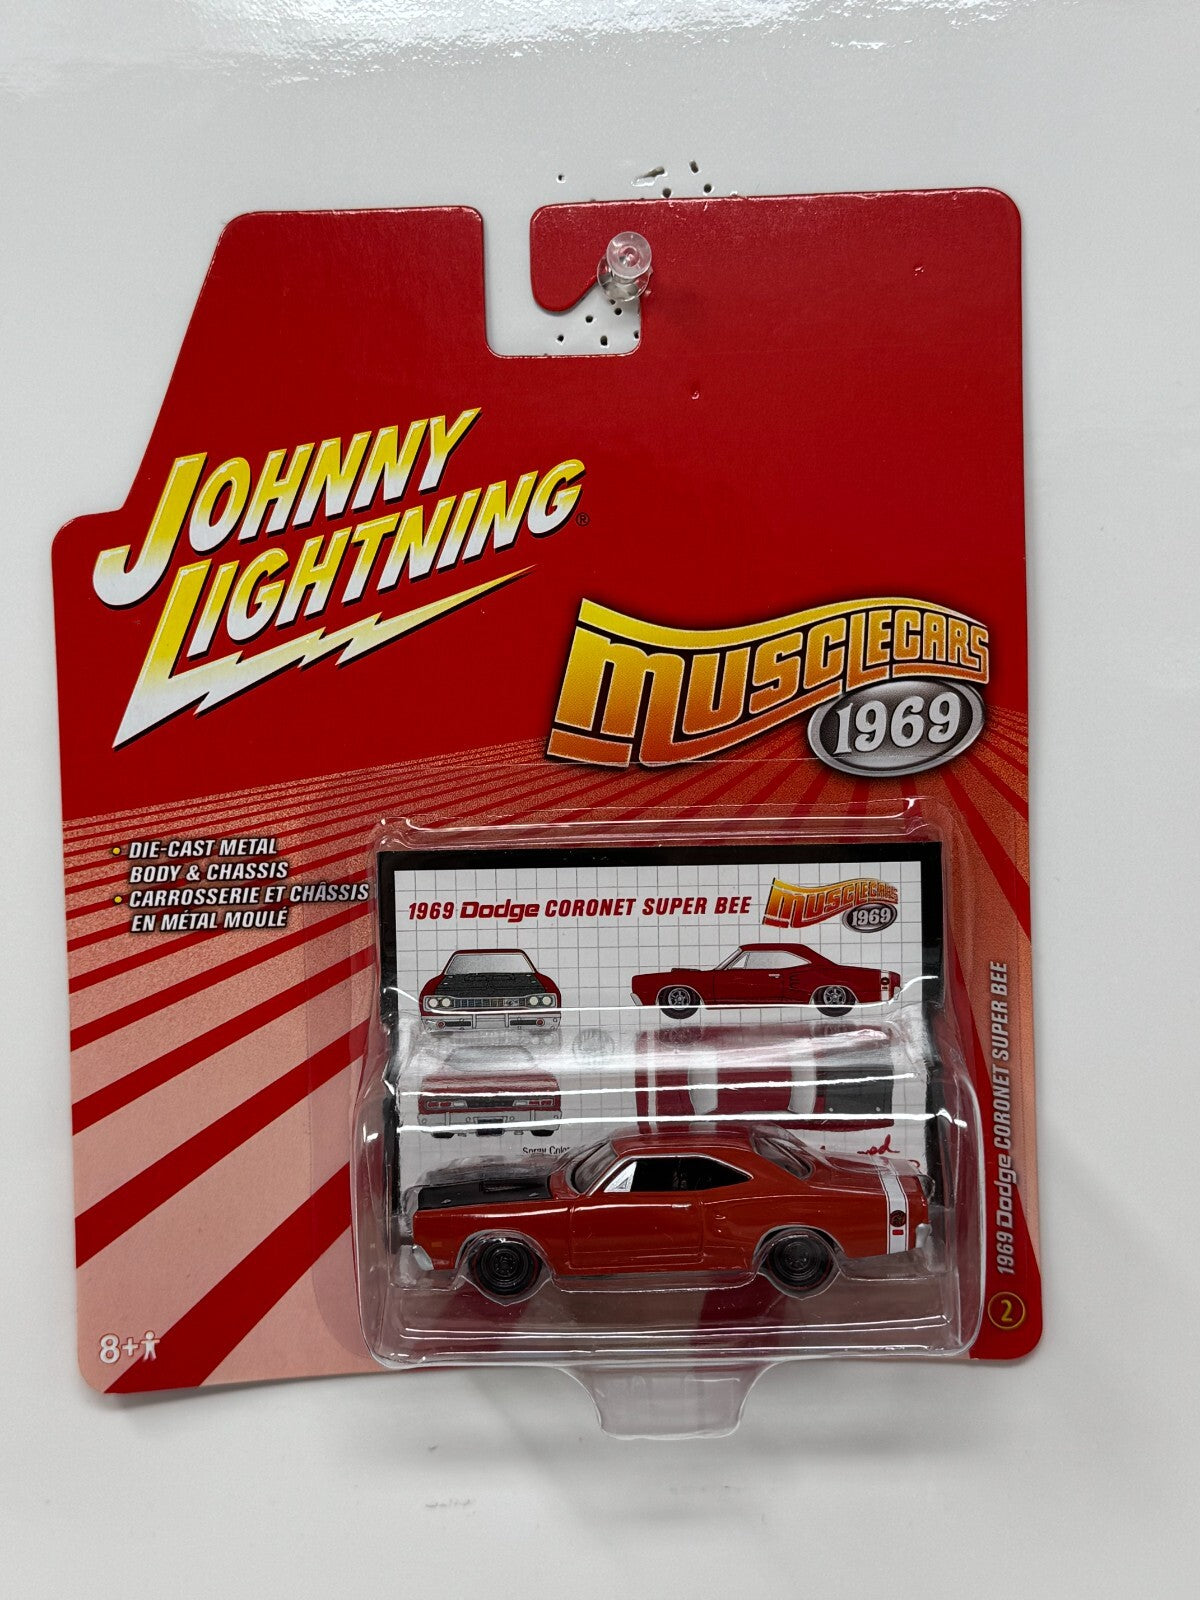 JOHNNY
LIGHTNING®
MUSCLECARS
1969
• DIE-CAST METAL
BODY & CHASSIS
• CARROSSERIE ET CHÂSSIS
EN MÉTAL MOULÉ
1969 Dodge CORONET SUPER BEE
MUSCLECARS
1969
1969 Dodge CORONET SUPER BEE
2
8+